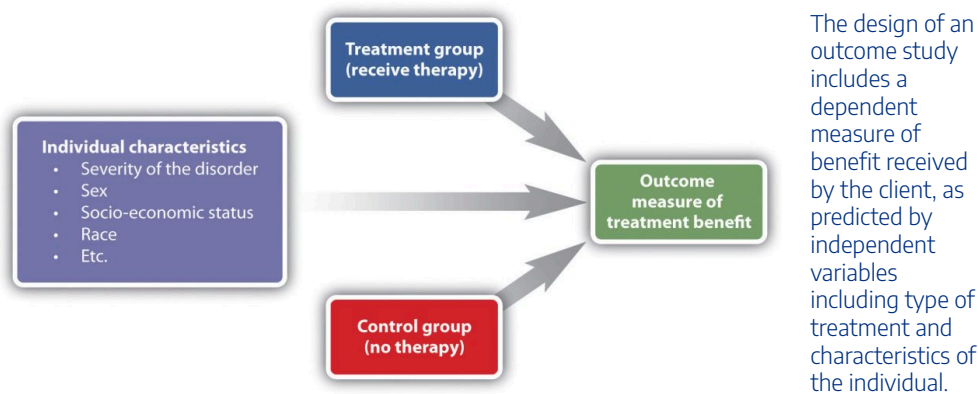 Treatment group
(receive therapy)
Individual characteristics
• Severity of the disorder
• Sex
• Socio-economic status
• Race
• Etc.
Outcome
measure of
treatment benefit
Control group
(no therapy)
The design of an
outcome study
includes a
dependent
measure of
benefit received
by the client, as
predicted by
independent
variables
including type of
treatment and
characteristics of
the individual.